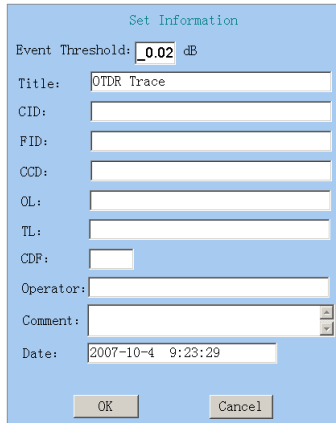 Set Information
Event Threshold: _0.02 dB
Title: OTDR Trace
CID:
FID:
CCD:
OL:
TL:
CDF:
Operator:
Comment:
Date: 2007-10-4 9:23:29
OK Cancel